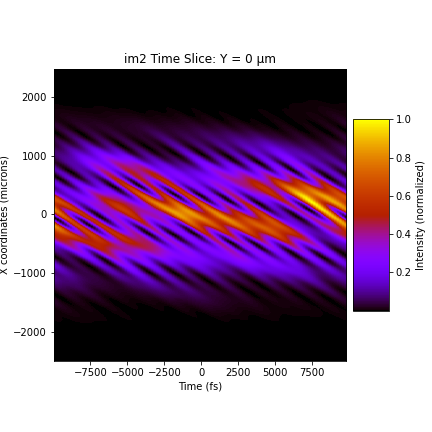 im2 Time Slice: Y = 0 µm
X coordinates (microns)
2000
1000
0
−1000
−2000
−7500 −5000 −2500 0 2500 5000 7500
Time (fs)
1.0
0.8
0.6
0.4
0.2
Intensity (normalized)